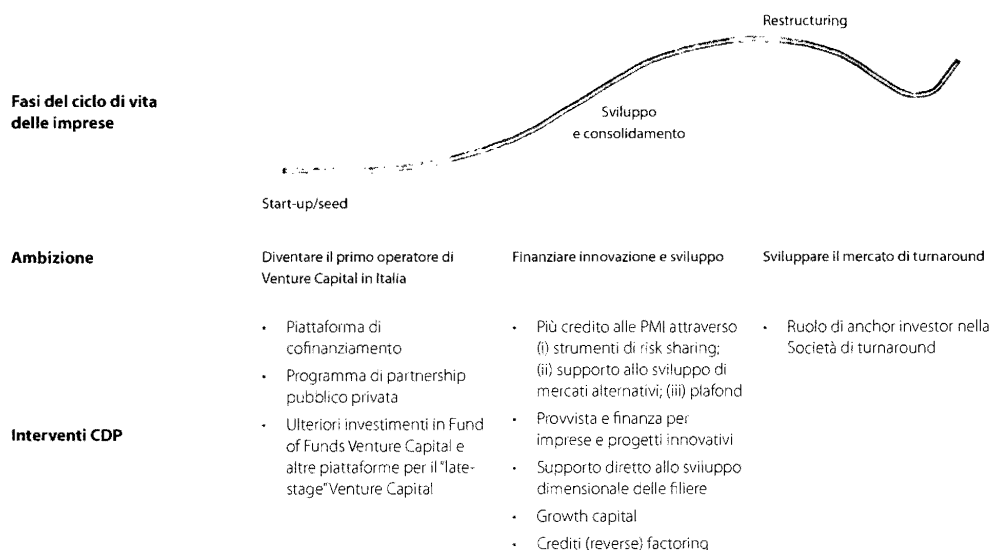 Restructuring
Fasi del ciclo di vita
delle imprese
Sviluppo
e consolidamento
Start-up/seed
Ambizione
Diventare il primo operatore di
Venture Capital in Italia
Finanziare innovazione e sviluppo
Sviluppare il mercato di turnaround
Interventi CDP
• Piattaforma di
cofinanziamento
• Programma di partnership
pubblico privata
• Ulteriori investimenti in Fund
of Funds Venture Capital e
altre piattaforme per il "late-
stage" Venture Capital
• Più credito alle PMI attraverso
(i) strumenti di risk sharing;
(ii) supporto allo sviluppo di
mercati alternativi; (iii) plafond
• Provvista e finanza per
imprese e progetti innovativi
• Supporto diretto allo sviluppo
dimensionale delle filiere
• Growth capital
• Crediti (reverse) factoring
• Ruolo di anchor investor nella
Società di turnaround